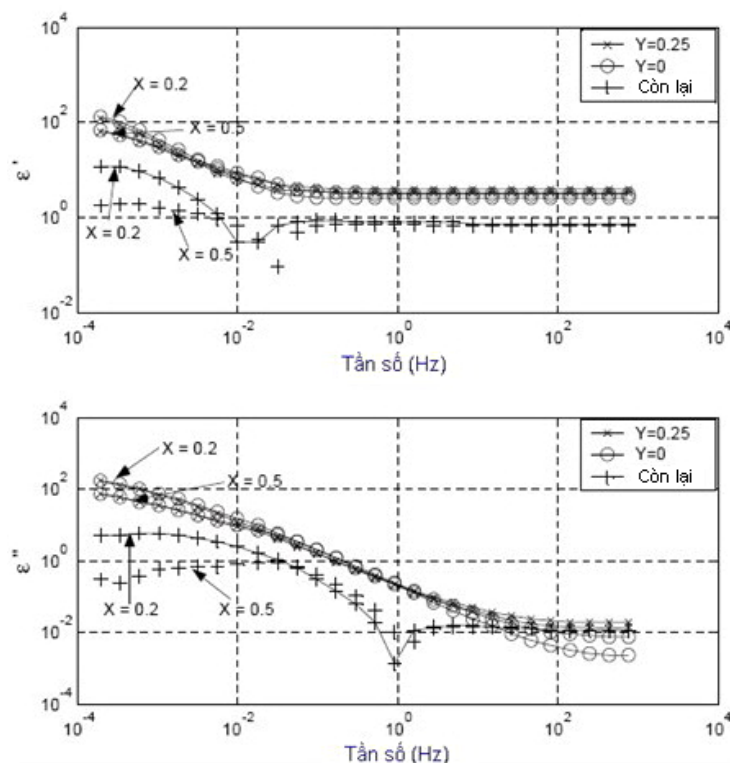 10^4
10^2
10^0
10^-2
ε'
X = 0.2
X = 0.5
X = 0.2
X = 0.5
Y=0.25
Y=0
Còn lại
10^-4
10^-2
10^0
10^2
10^4
Tần số (Hz)
10^4
10^2
10^0
10^-2
10^-4
ε"
X = 0.2
X = 0.5
X = 0.2
X = 0.5
Y=0.25
Y=0
Còn lại
10^-4
10^-2
10^0
10^2
10^4
Tần số (Hz)